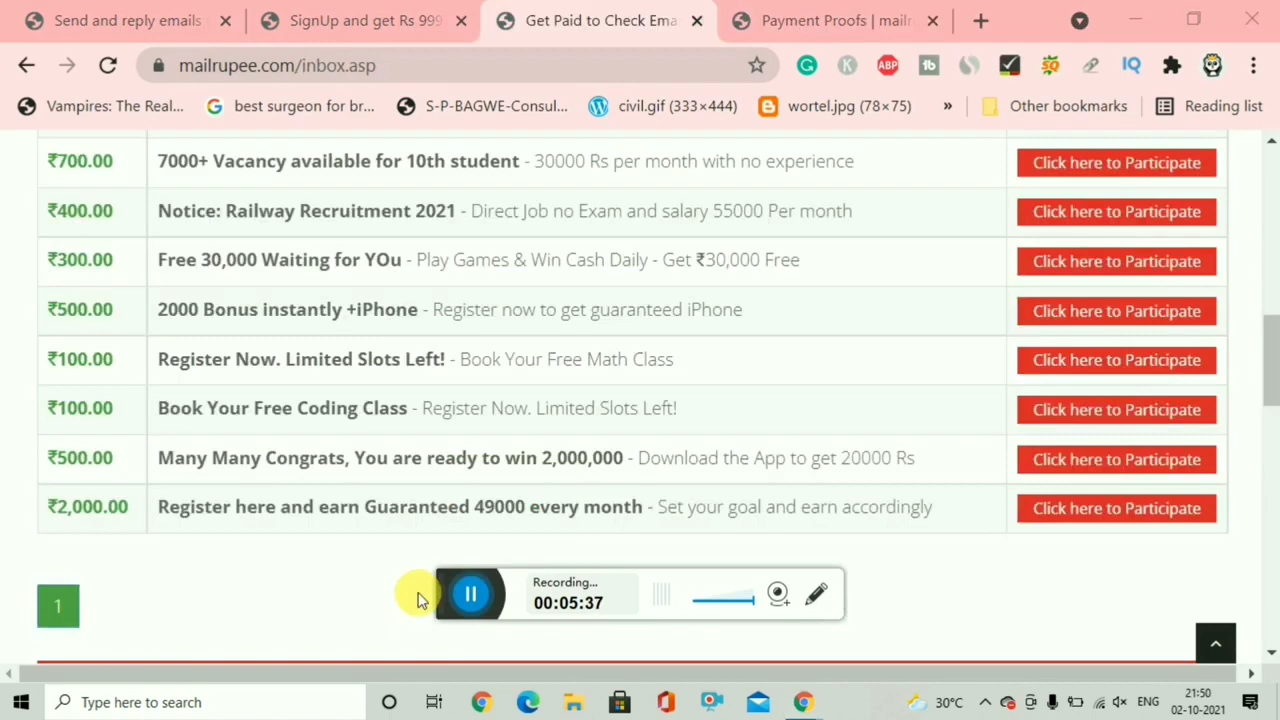 Send and reply emails
SignUp and get Rs 999
Get Paid to Check Ema
Payment Proofs | mailr
mailrupee.com/inbox.asp
Vampires: The Real...
best surgeon for br...
S-P-BAGWE-Consul...
civil.gif (333×444)
wortel.jpg (78×75)
»
Other bookmarks
Reading list
₹700.00 7000+ Vacancy available for 10th student - 30000 Rs per month with no experience Click here to Participate
₹400.00 Notice: Railway Recruitment 2021 - Direct Job no Exam and salary 55000 Per month Click here to Participate
₹300.00 Free 30,000 Waiting for YOu - Play Games & Win Cash Daily - Get ₹30,000 Free Click here to Participate
₹500.00 2000 Bonus instantly +iPhone - Register now to get guaranteed iPhone Click here to Participate
₹100.00 Register Now. Limited Slots Left! - Book Your Free Math Class Click here to Participate
₹100.00 Book Your Free Coding Class - Register Now. Limited Slots Left! Click here to Participate
₹500.00 Many Many Congrats, You are ready to win 2,000,000 - Download the App to get 20000 Rs Click here to Participate
₹2,000.00 Register here and earn Guaranteed 49000 every month - Set your goal and earn accordingly Click here to Participate
1
Recording...
00:05:37
Type here to search
30°C
ENG
21:50
02-10-2021